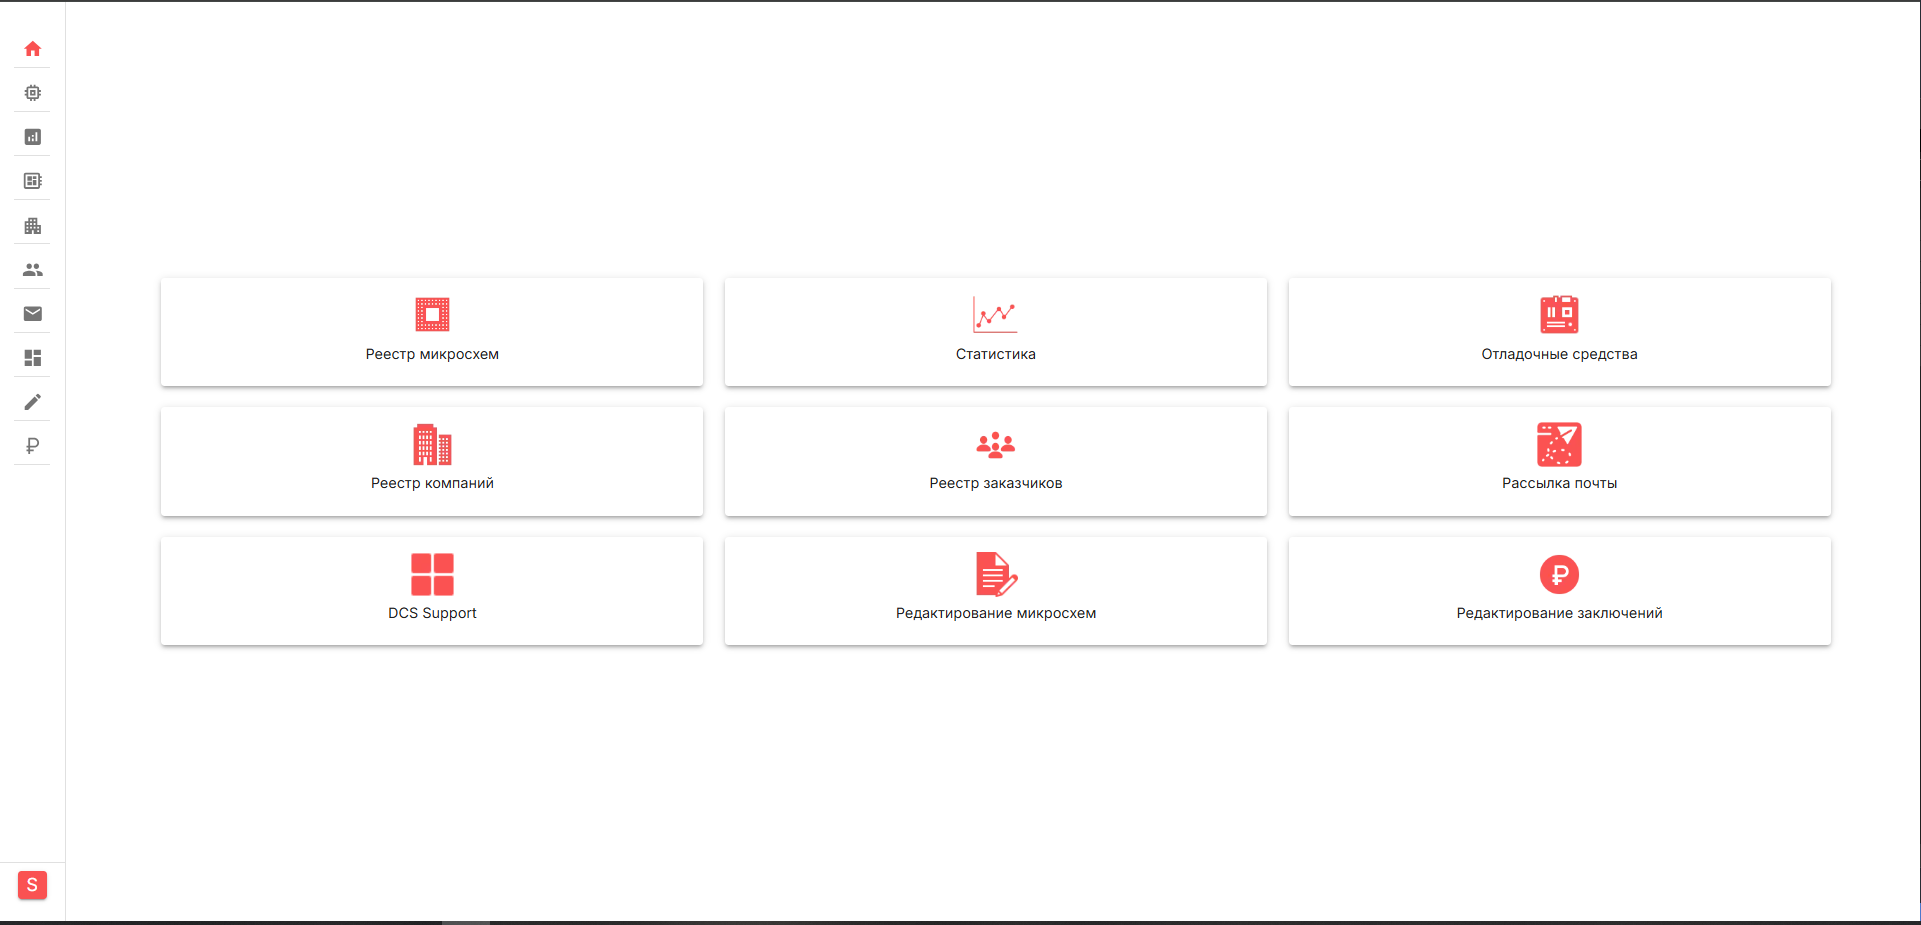 Реестр микросхем
Статистика
Отладочные средства
Реестр компаний
Реестр заказчиков
Рассылка почты
DCS Support
Редактирование микросхем
Редактирование заключений
S